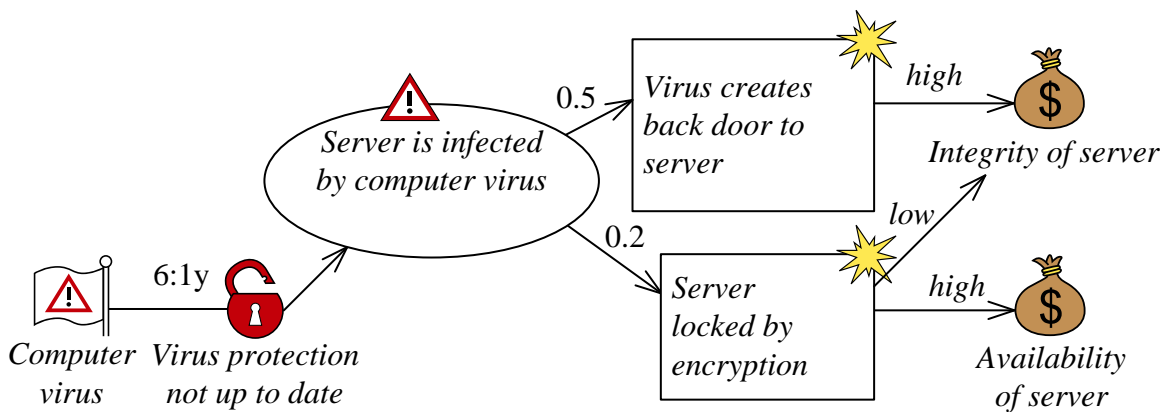 Computer
virus
6:1y
Virus protection
not up to date
Server is infected
by computer virus
0.5
0.2
Virus creates
back door to
server
Server
locked by
encryption
high
low
high
$
Integrity of server
$
Availability
of server